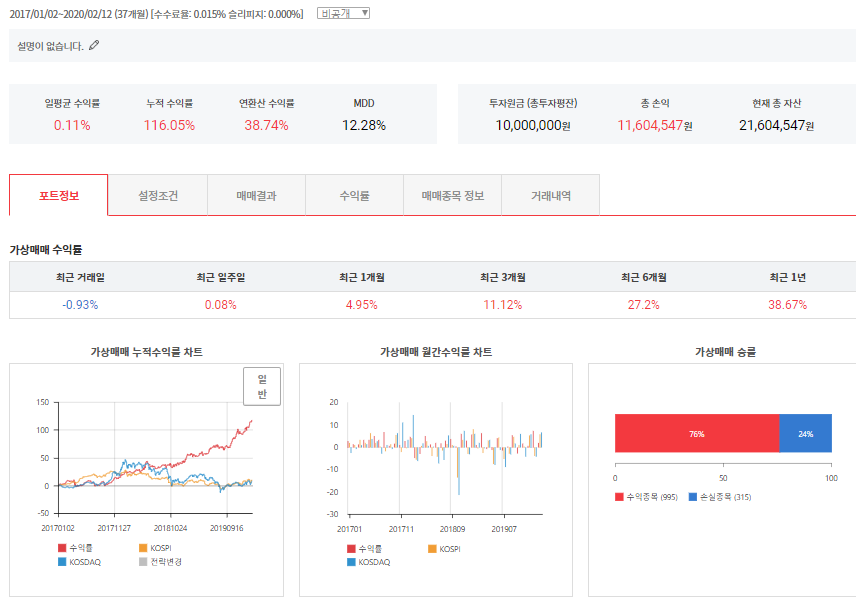 2017/01/02~2020/02/12 (37개월) [수수료율: 0.015% 슬리피지: 0.000%] 비공개
설명이 없습니다.
일평균 수익률 누적 수익률 연환산 수익률 MDD
0.11% 116.05% 38.74% 12.28%
투자원금 (총투자평잔) 총 손익 현재 총 자산
10,000,000원 11,604,547원 21,604,547원
포트정보 설정조건 매매결과 수익률 매매종목 정보 거래내역
가상매매 수익률
최근 거래일 최근 일주일 최근 1개월 최근 3개월 최근 6개월 최근 1년
-0.93% 0.08% 4.95% 11.12% 27.2% 38.67%
가상매매 누적수익률 차트
일
반
150
100
50
0
-50
20170102 20171127 20181024 20190916
수익률 KOSPI
KOSDAQ 전략변경
가상매매 월간수익률 차트
20
10
0
-10
-20
-30
201701 201711 201809 201907
수익률 KOSPI
KOSDAQ
가상매매 승률
76% 24%
0 50 100
수익종목 (995) 손실종목 (315)